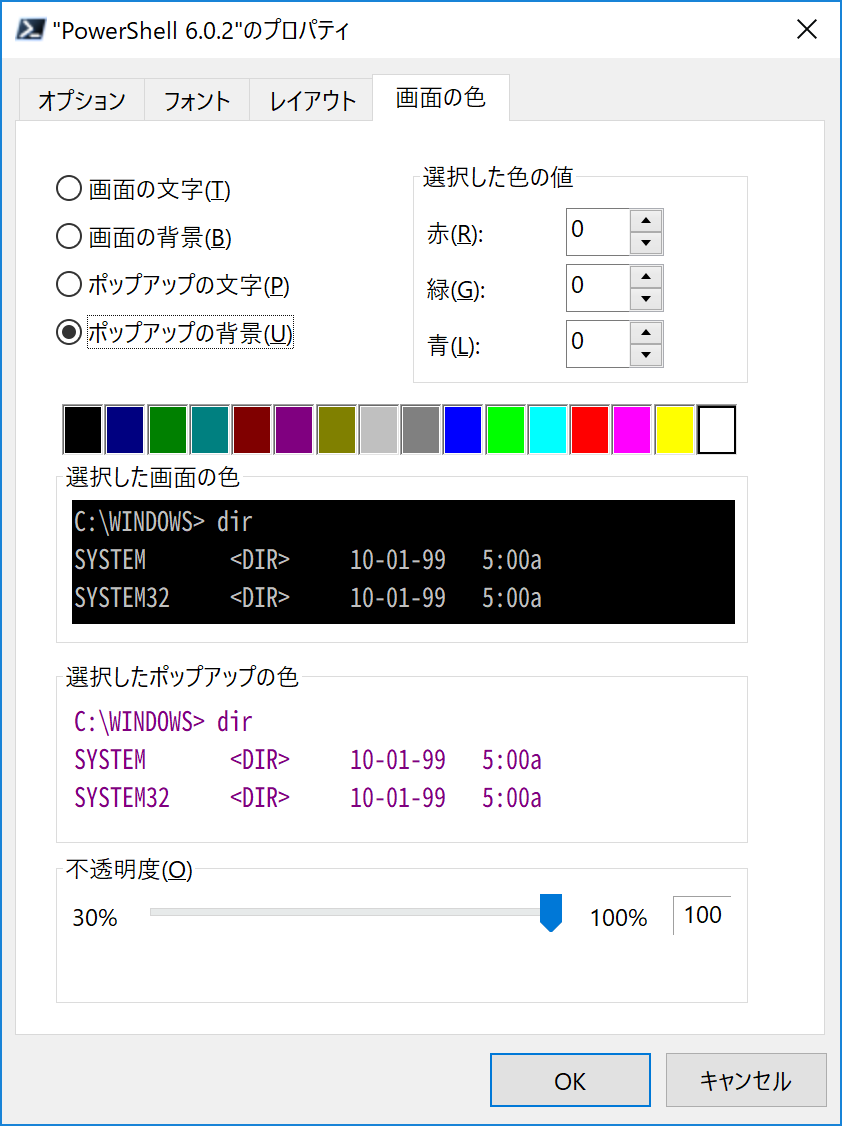 "PowerShell 6.0.2"のプロパティ
オプション フォント レイアウト 画面の色
画面の文字(T)
画面の背景(B)
ポップアップの文字(P)
ポップアップの背景(U)
選択した色の値
赤(R): 0
緑(G): 0
青(L): 0
選択した画面の色
C:\WINDOWS> dir
SYSTEM <DIR> 10-01-99 5:00a
SYSTEM32 <DIR> 10-01-99 5:00a
選択したポップアップの色
C:\WINDOWS> dir
SYSTEM <DIR> 10-01-99 5:00a
SYSTEM32 <DIR> 10-01-99 5:00a
不透明度(O)
30% 100% 100
OK キャンセル